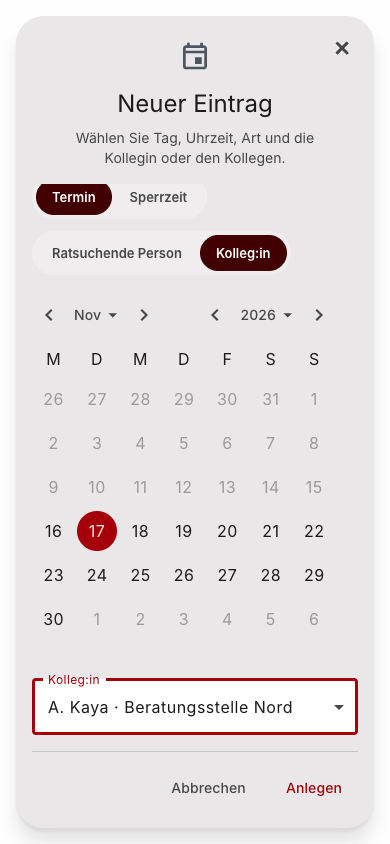 Neuer Eintrag
Wählen Sie Tag, Uhrzeit, Art und die
Kollegin oder den Kollegen.
Termin Sperrzeit
Ratsuchende Person Kolleg:in
Nov 2026
M D M D F S S
26 27 28 29 30 31 1
2 3 4 5 6 7 8
9 10 11 12 13 14 15
16 17 18 19 20 21 22
23 24 25 26 27 28 29
30 1 2 3 4 5 6
Kolleg:in
A. Kaya · Beratungsstelle Nord
Abbrechen Anlegen